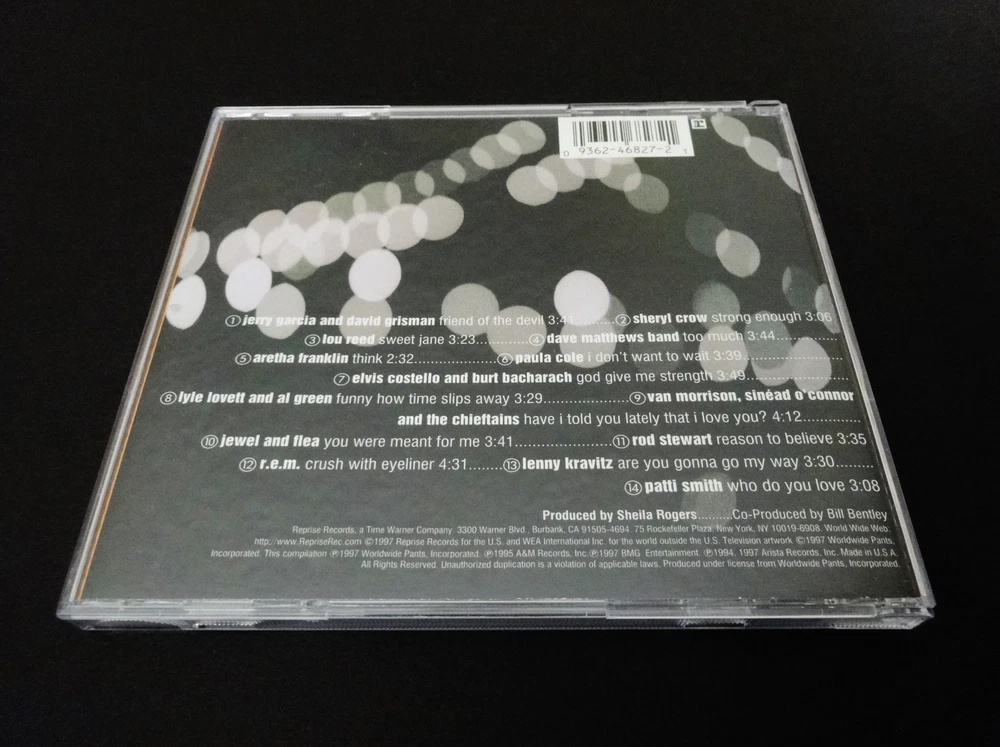 0 9362-46827-2 1
① jerry garcia and david grisman friend of the devil 3:41.........② sheryl crow strong enough 3:06
③ lou reed sweet jane 3:23............④ dave matthews band too much 3:44..............
⑤ aretha franklin think 2:32..................⑥ paula cole i don't want to wait 3:39...................
⑦ elvis costello and burt bacharach god give me strength 3:49......................
⑧ lyle lovett and al green funny how time slips away 3:29...................⑨ van morrison, sinéad o'connor
and the chieftains have i told you lately that i love you? 4:12.............
⑩ jewel and flea you were meant for me 3:41.....................⑪ rod stewart reason to believe 3:35
⑫ r.e.m. crush with eyeliner 4:31.......⑬ lenny kravitz are you gonna go my way 3:30.........
⑭ patti smith who do you love 3:08
Produced by Sheila Rogers.........Co-Produced by Bill Bentley
Reprise Records, a Time Warner Company. 3300 Warner Blvd., Burbank, CA 91505-4694. 75 Rockefeller Plaza, New York, NY 10019-6908. World Wide Web:
http://www.RepriseRec.com ©1997 Reprise Records for the U.S. and WEA International Inc. for the world outside the U.S. Television artwork ©1997 Worldwide Pants,
Incorporated. This compilation ℗1997 Worldwide Pants, Incorporated. ℗1995 A&M Records, Inc. ℗1997 BMG Entertainment ℗1994, 1997 Arista Records, Inc. Made in U.S.A.
All Rights Reserved. Unauthorized duplication is a violation of applicable laws. Produced under license from Worldwide Pants, Incorporated.